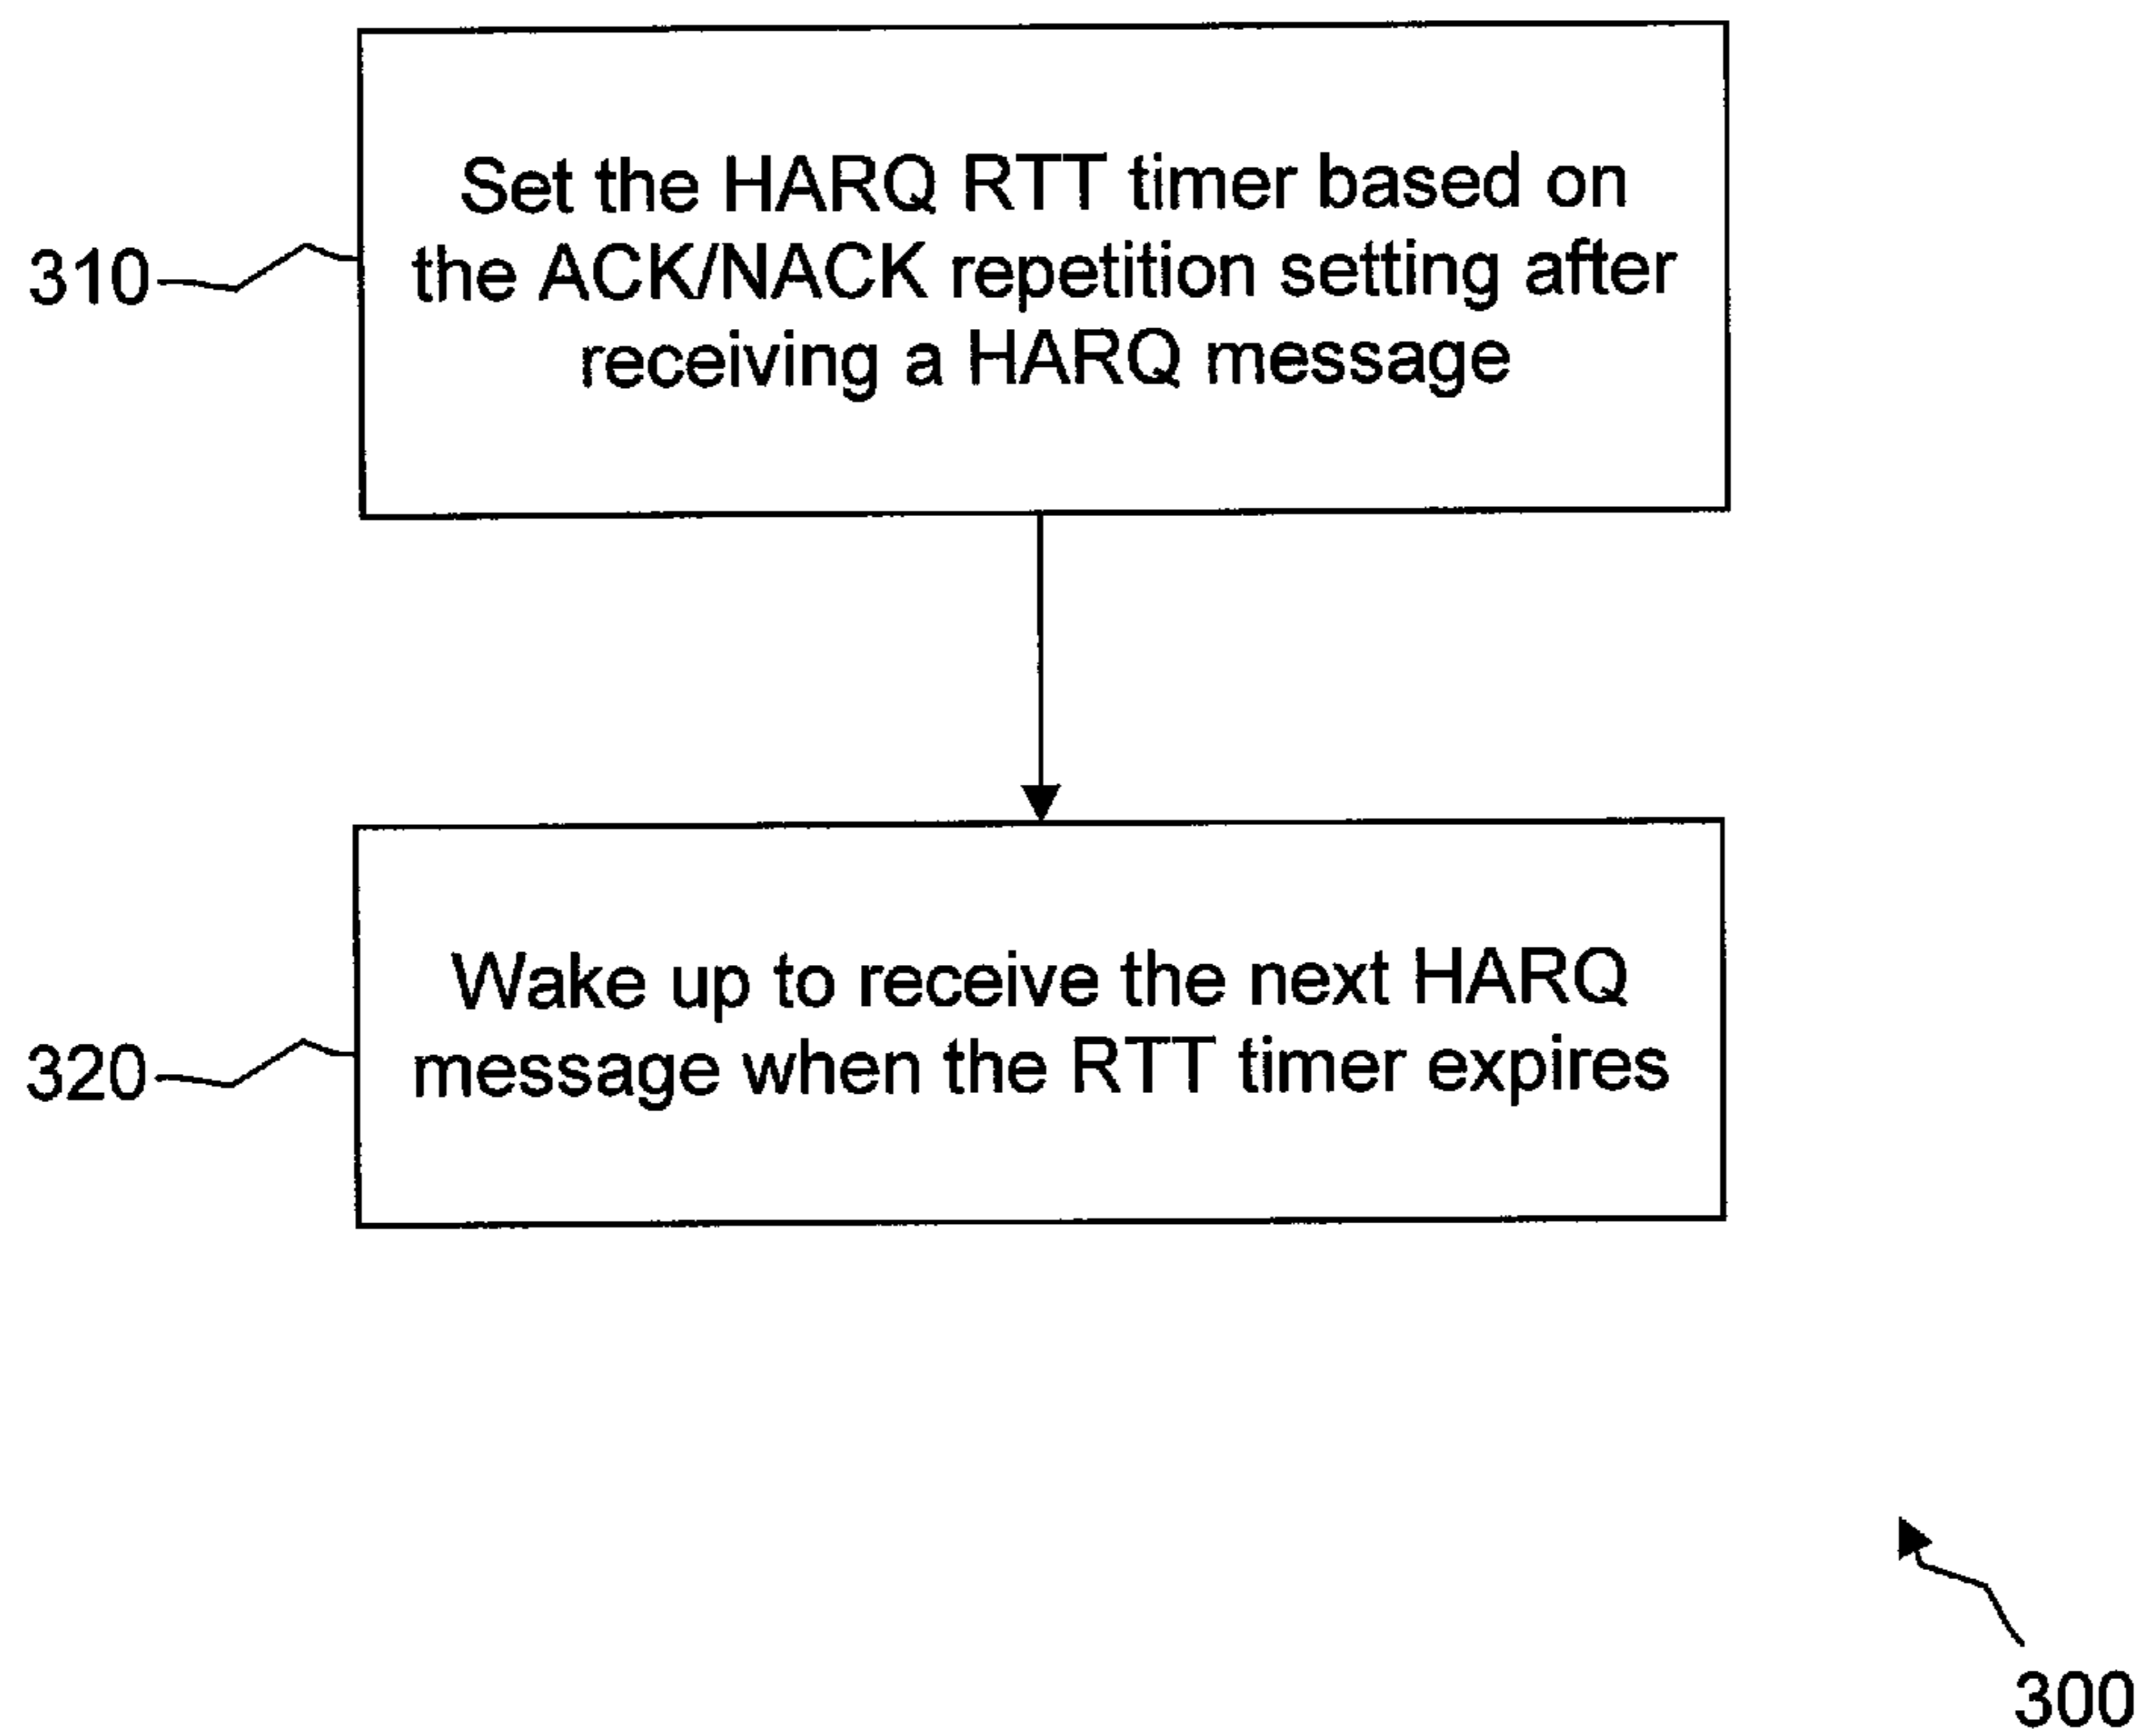 Set the HARQ RTT timer based on
the ACK/NACK repetition setting after
receiving a HARQ message
310
Wake up to receive the next HARQ
message when the RTT timer expires
320
300